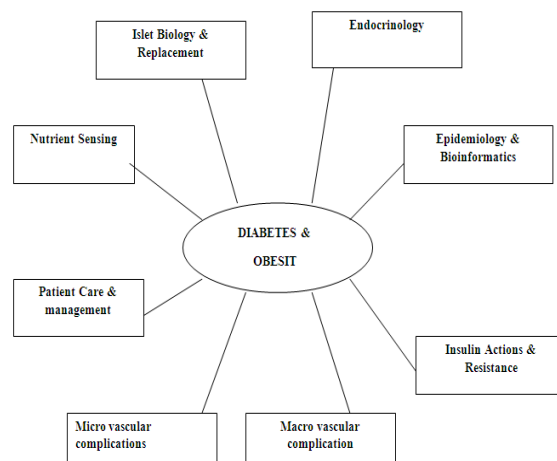 Islet Biology &
Replacement
Endocrinology
Nutrient Sensing
Epidemiology &
Bioinformatics
DIABETES &
OBESIT
Patient Care &
management
Insulin Actions &
Resistance
Micro vascular
complications
Macro vascular
complication